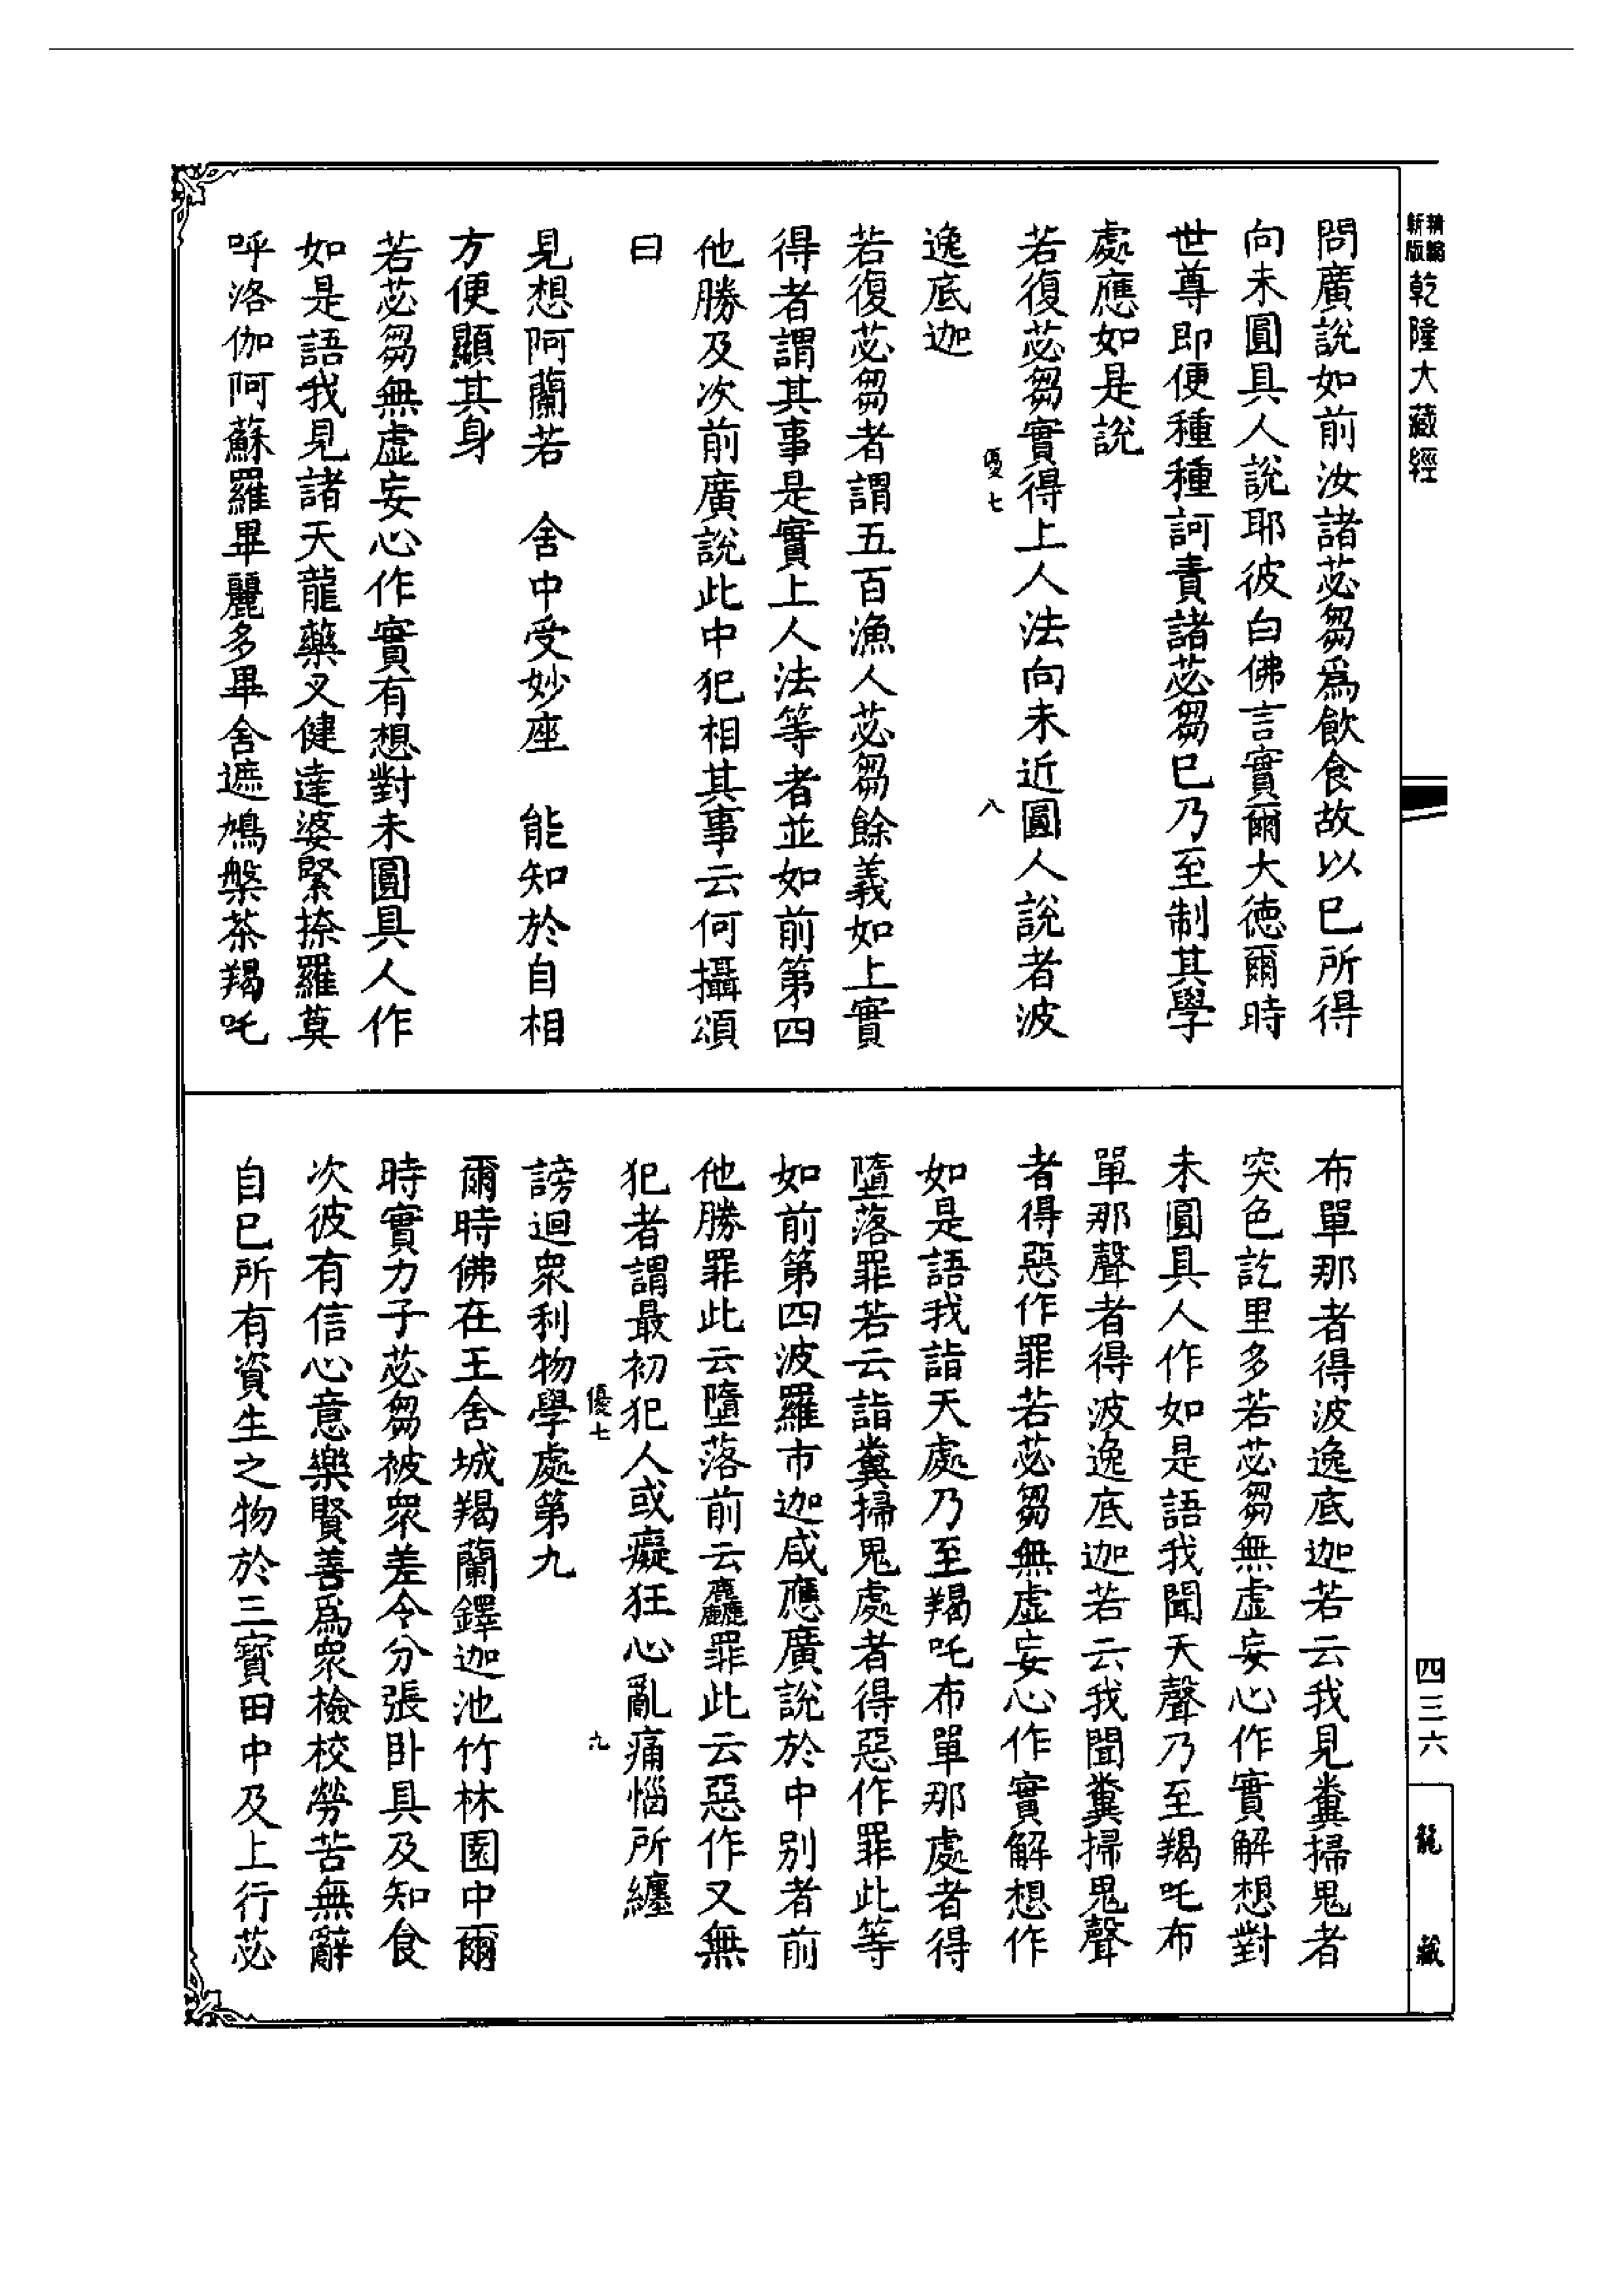 新版精編乾隆大藏經
問廣說如前汝諸苾芻爲飲食故以巳所得
向未圓具人說耶彼白佛言實爾大德爾時
世尊即便種種訶責諸苾芻巳乃至制其學
處應如是說
若復苾芻實得上人法向未近圓人說者波
優七 八
逸底迦
若復苾芻者謂五百漁人苾芻餘義如上實
得者謂其事是實上人法等者並如前第四
他勝及次前廣說此中犯相其事云何攝頌
曰
見想阿蘭若 舍中受妙座 能知於自相
方便顯其身
若苾芻無虛妄心作實有想對未圓具人作
如是語我見諸天龍藥叉健達婆緊捺羅莫
呼洛伽阿蘇羅畢麗多畢舍遮鳩槃茶羯吒
布單那者得波逸底迦若云我見糞掃鬼者
突色訖里多若苾芻無虛妄心作實解想對
未圓具人作如是語我聞天聲乃至羯吒布
單那聲者得波逸底迦若云我聞糞掃鬼聲
者得惡作罪若苾芻無虛妄心作實解想作
如是語我詣天處乃至羯吒布單那處者得
墮落罪若云詣糞掃鬼處者得惡作罪此等
如前第四波羅市迦咸應廣說於中別者前
他勝罪此云墮落前云麤罪此云惡作又無
犯者謂最初犯人或癡狂心亂痛惱所纏
優七 九
謗迴衆利物學處第九
爾時佛在王舍城羯蘭鐸迦池竹林園中爾
時實力子苾芻被衆差令分張臥具及知食
次彼有信心意樂賢善爲衆檢校勞苦無辭
自巳所有資生之物於三寶田中及上行苾
四三六
龍藏